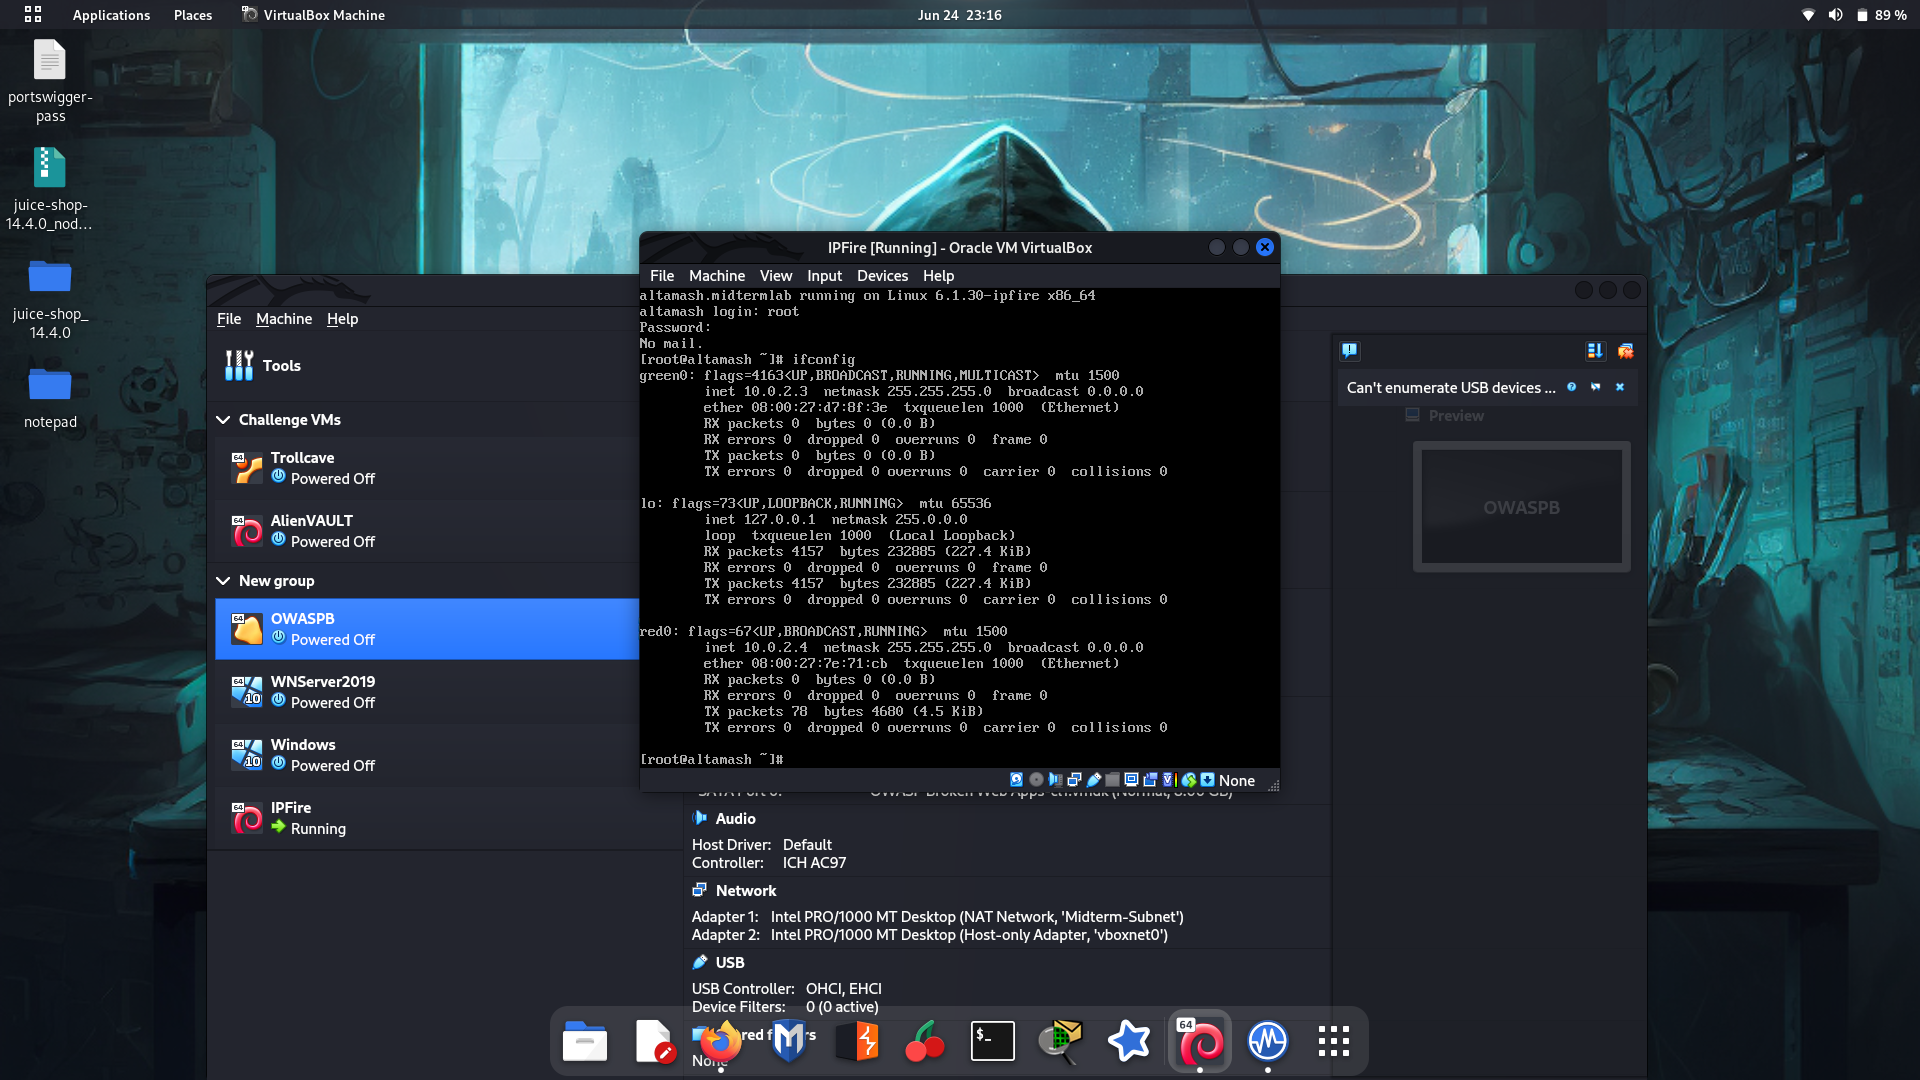 Applications Places VirtualBox Machine
Jun 24 23:16
89 %
portswigger-
pass
juice-shop-
14.4.0_nod...
juice-shop_
14.4.0
notepad
File Machine Help
Tools
Challenge VMs
64
Trollcave
Powered Off
64
AlienVAULT
Powered Off
New group
64
OWASPB
Powered Off
64
10
WNServer2019
Powered Off
64
10
Windows
Powered Off
64
IPFire
Running
IPFire [Running] - Oracle VM VirtualBox
File Machine View Input Devices Help
altamash.midtermlab running on Linux 6.1.30-ipfire x86_64
altamash login: root
Password:
No mail.
[root@altamash ~]# ifconfig
green0: flags=4163<UP,BROADCAST,RUNNING,MULTICAST>  mtu 1500
        inet 10.0.2.3  netmask 255.255.255.0  broadcast 0.0.0.0
        ether 08:00:27:d7:8f:3e  txqueuelen 1000  (Ethernet)
        RX packets 0  bytes 0 (0.0 B)
        RX errors 0  dropped 0  overruns 0  frame 0
        TX packets 0  bytes 0 (0.0 B)
        TX errors 0  dropped 0 overruns 0  carrier 0  collisions 0
lo: flags=73<UP,LOOPBACK,RUNNING>  mtu 65536
        inet 127.0.0.1  netmask 255.0.0.0
        loop  txqueuelen 1000  (Local Loopback)
        RX packets 4157  bytes 232885 (227.4 KiB)
        RX errors 0  dropped 0  overruns 0  frame 0
        TX packets 4157  bytes 232885 (227.4 KiB)
        TX errors 0  dropped 0 overruns 0  carrier 0  collisions 0
red0: flags=67<UP,BROADCAST,RUNNING>  mtu 1500
        inet 10.0.2.4  netmask 255.255.255.0  broadcast 0.0.0.0
        ether 08:00:27:7e:71:cb  txqueuelen 1000  (Ethernet)
        RX packets 0  bytes 0 (0.0 B)
        RX errors 0  dropped 0  overruns 0  frame 0
        TX packets 78  bytes 4680 (4.5 KiB)
        TX errors 0  dropped 0 overruns 0  carrier 0  collisions 0
[root@altamash ~]#
None
Audio
Host Driver: Default
Controller: ICH AC97
Network
Adapter 1: Intel PRO/1000 MT Desktop (NAT Network, 'Midterm-Subnet')
Adapter 2: Intel PRO/1000 MT Desktop (Host-only Adapter, 'vboxnet0')
USB
USB Controller: OHCI, EHCI
Device Filters: 0 (0 active)
None
Can't enumerate USB devices ...
Preview
OWASPB
$_
64